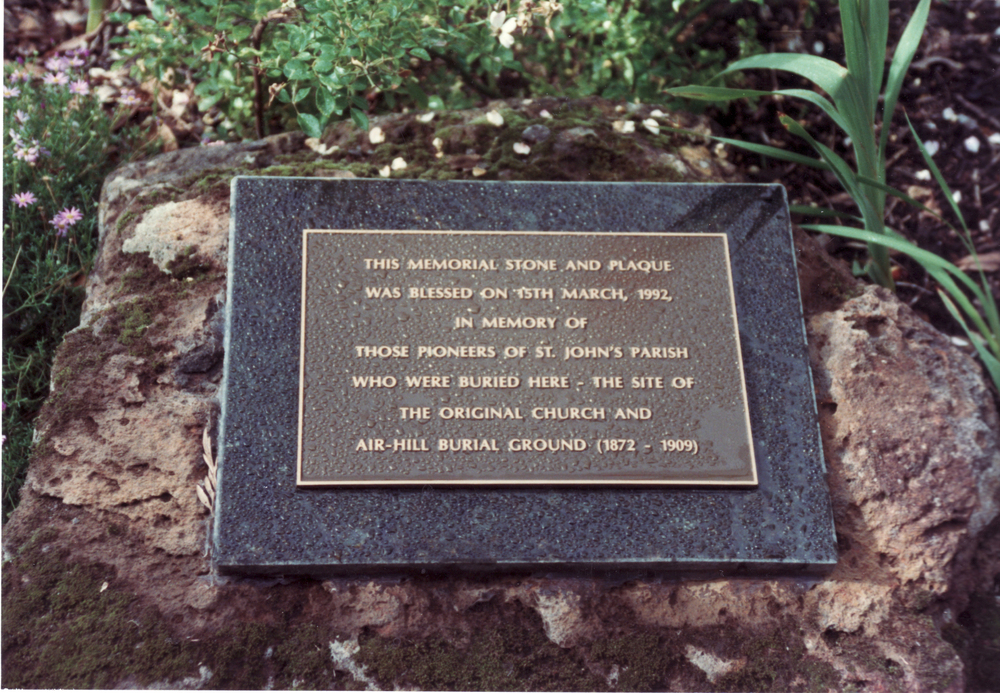 THIS MEMORIAL STONE AND PLAQUE
WAS BLESSED ON 15TH MARCH, 1992,
IN MEMORY OF
THOSE PIONEERS OF ST. JOHN'S PARISH
WHO WERE BURIED HERE - THE SITE OF
THE ORIGINAL CHURCH AND
AIR-HILL BURIAL GROUND (1872 - 1909)